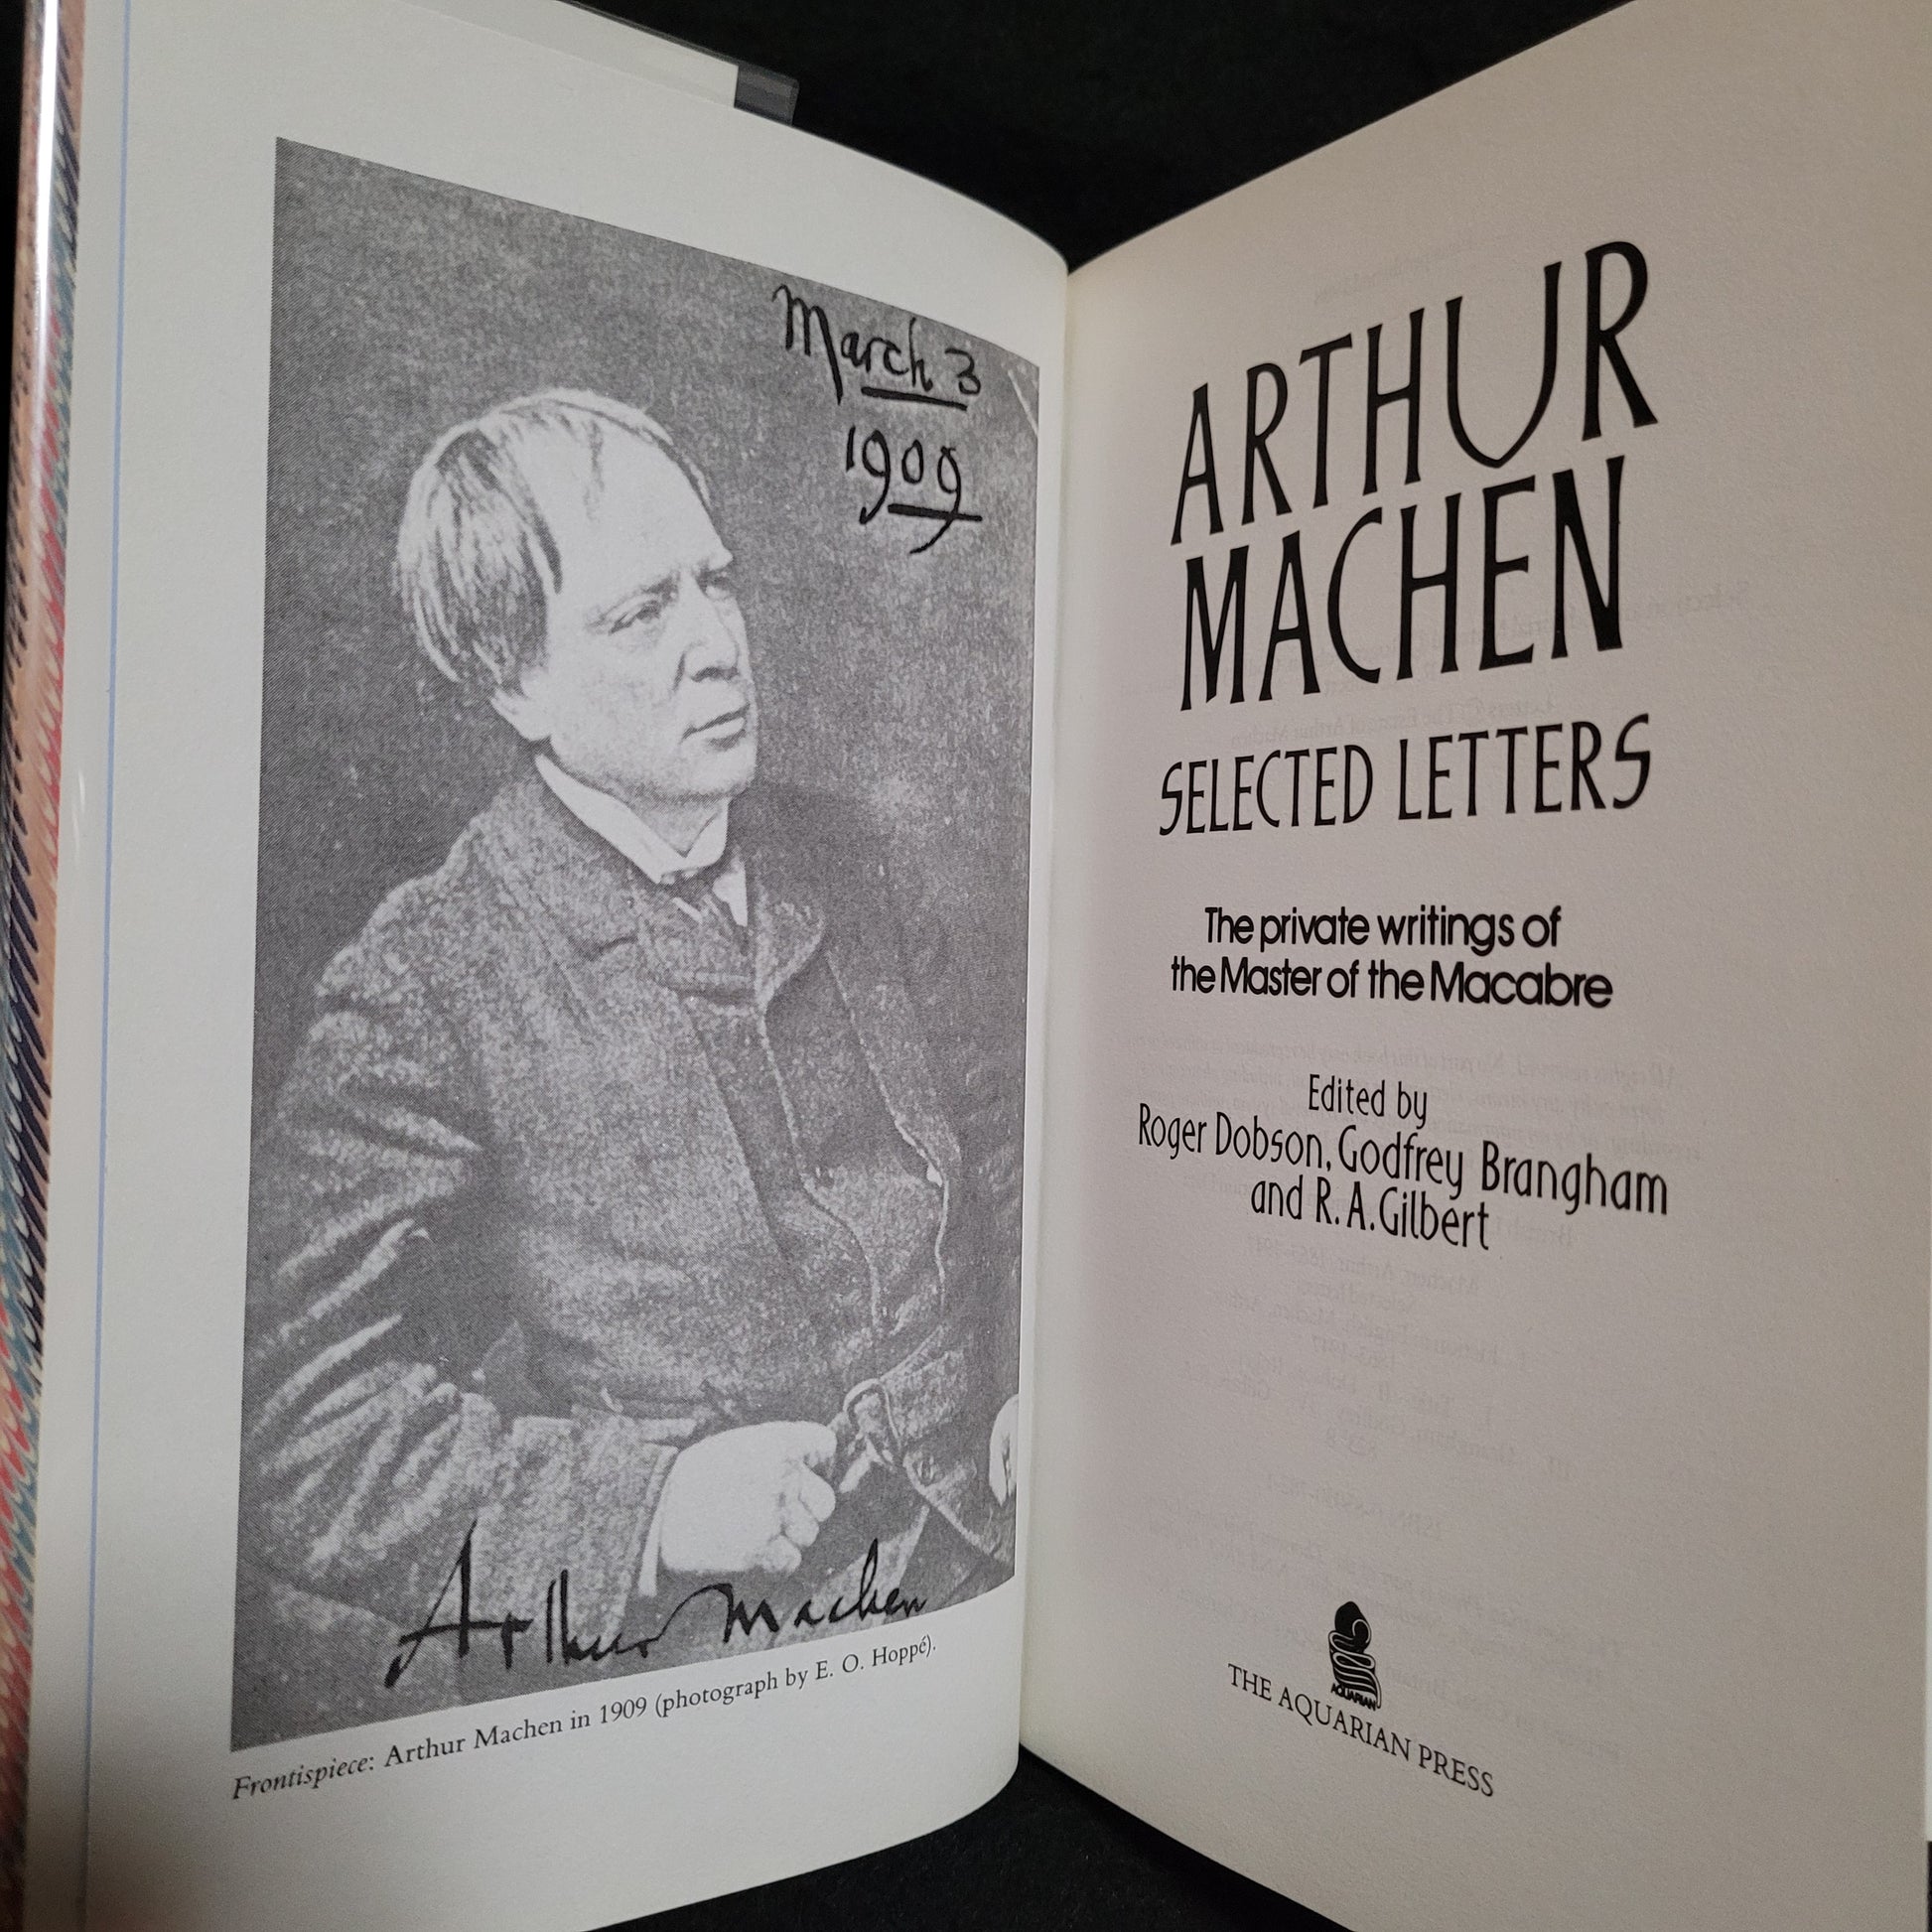 March 3
1909
Arthur Machen
Frontispiece: Arthur Machen in 1909 (photograph by E. O. Hoppé).
ARTHUR
MACHEN
SELECTED LETTERS
The private writings of
the Master of the Macabre
Edited by
Roger Dobson, Godfrey Brangham
and R. A. Gilbert
AQUARIAN
THE AQUARIAN PRESS